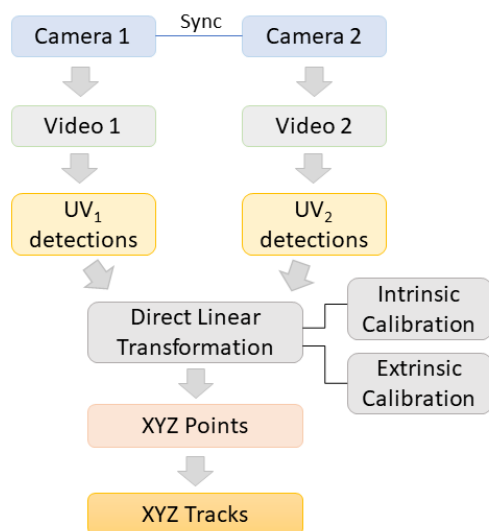 Sync
Camera 1
Camera 2
Video 1
Video 2
UV₁
detections
UV₂
detections
Direct Linear
Transformation
Intrinsic
Calibration
Extrinsic
Calibration
XYZ Points
XYZ Tracks